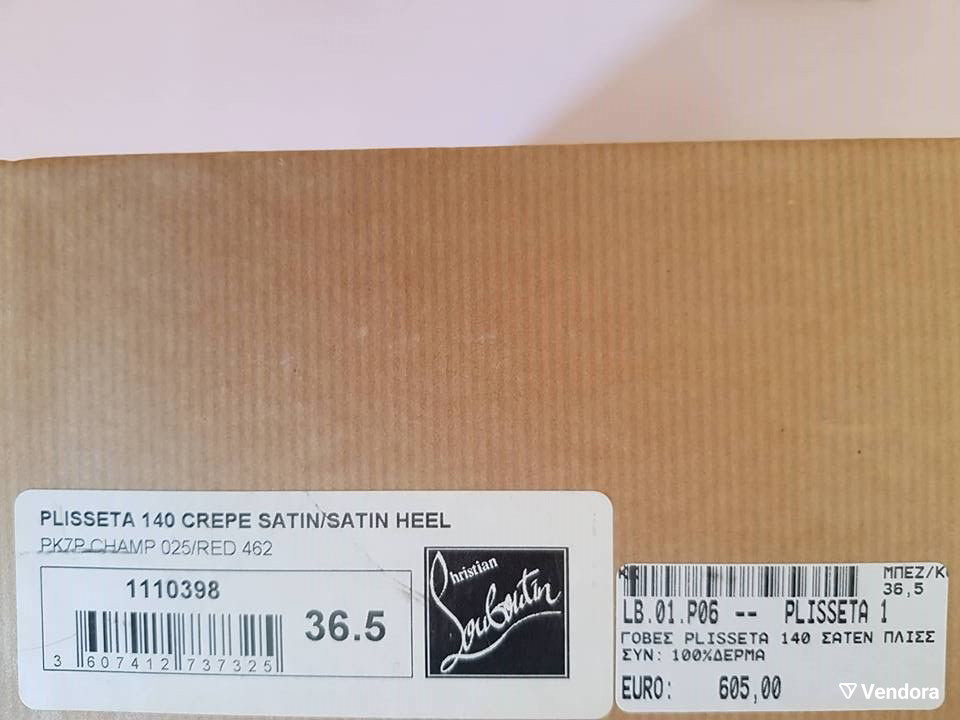 PLISSETA 140 CREPE SATIN/SATIN HEEL
PK7P CHAMP 025/RED 462
1110398
36.5
3 607412 737325
Christian
Louboutin
ΜΠΕΖ/Κ
36,5
LB.01.P06 -- PLISSETA 1
ΓΟΒΕΣ PLISSETA 140 ΣΑΤΕΝ ΠΛΙΣΣ
ΣΥΝ: 100%ΔΕΡΜΑ
EURO: 605,00
Vendora